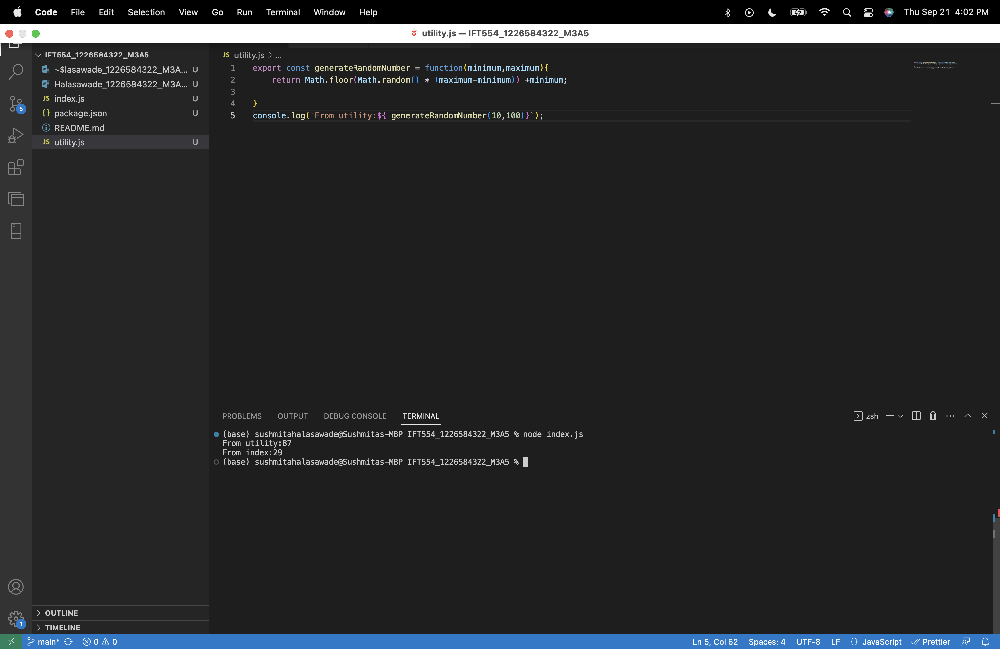 Code File Edit Selection View Go Run Terminal Window Help Thu Sep 21 4:02 PM
utility.js — IFT554_1226584322_M3A5
IFT554_1226584322_M3A5
~$lasawade_1226584322_M3A... U
Halasawade_1226584322_M3A... U
JS index.js U
{} package.json U
README.md
JS utility.js U
5
OUTLINE
TIMELINE
1
JS utility.js > ...
1 export const generateRandomNumber = function(minimum,maximum){
2 return Math.floor(Math.random() * (maximum-minimum)) +minimum;
3
4 }
5 console.log(`From utility:${ generateRandomNumber(10,100)}`);
PROBLEMS OUTPUT DEBUG CONSOLE TERMINAL zsh
(base) sushmitahalasawade@Sushmitas-MBP IFT554_1226584322_M3A5 % node index.js
From utility:87
From index:29
(base) sushmitahalasawade@Sushmitas-MBP IFT554_1226584322_M3A5 %
main* 0 0 Ln 5, Col 62 Spaces: 4 UTF-8 LF {} JavaScript Prettier